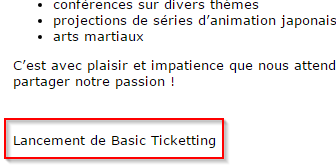 conférences sur divers thèmes
projections de séries d’animation japonais
arts martiaux
C’est avec plaisir et impatience que nous attend
partager notre passion !
Lancement de Basic Ticketting